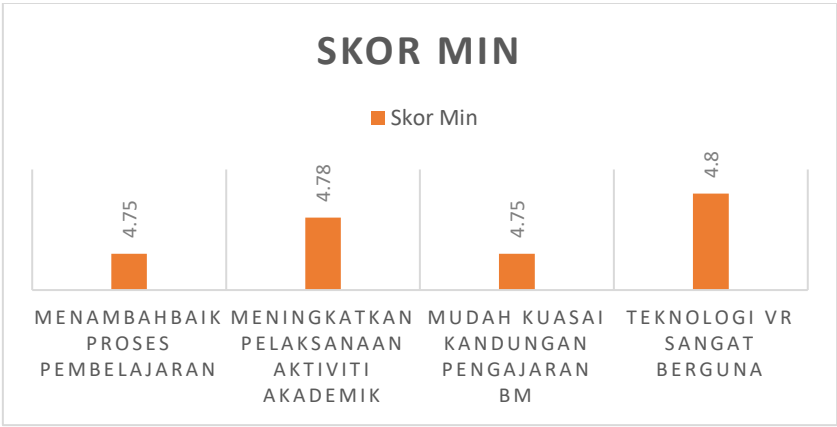 SKOR MIN
Skor Min
4.75
4.78
4.75
4.8
MENAMBAHBAIK
PROSES
PEMBELAJARAN
MENINGKATKAN
PELAKSANAAN
AKTIVITI
AKADEMIK
MUDAH KUASAI
KANDUNGAN
PENGAJARAN
BM
TEKNOLOGI VR
SANGAT
BERGUNA